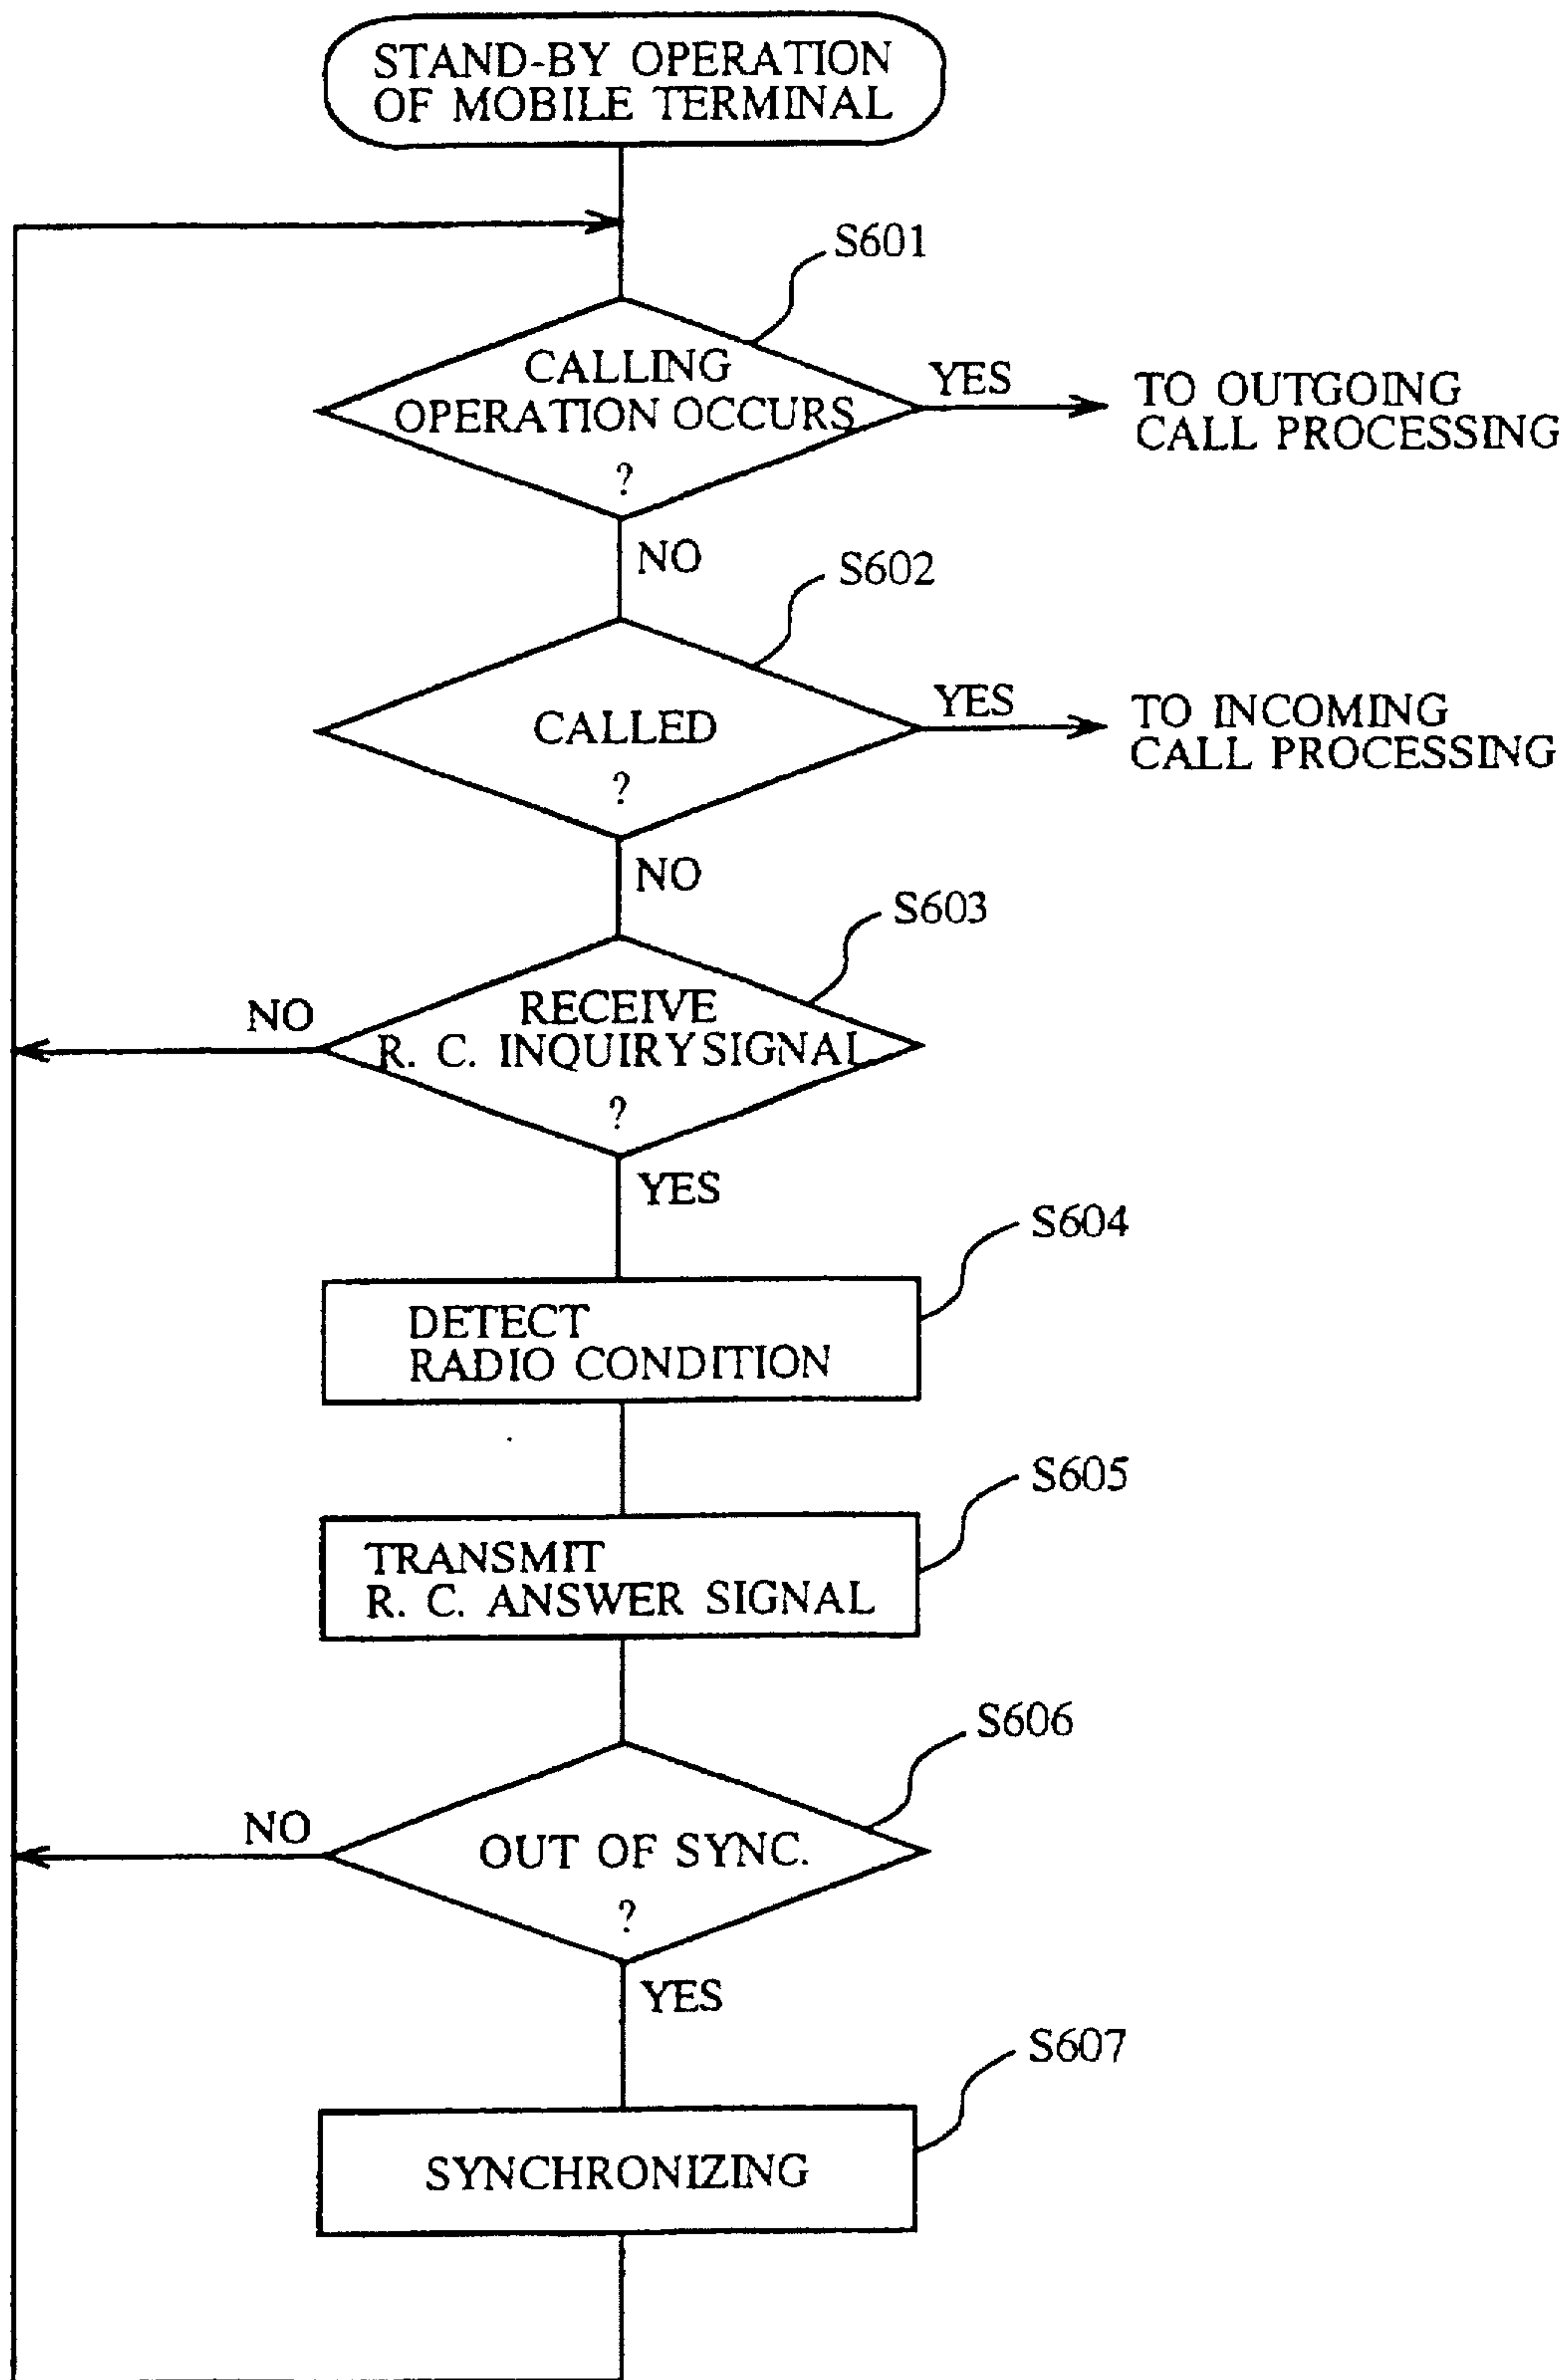 STAND-BY OPERATION
OF MOBILE TERMINAL
S601
CALLING
OPERATION OCCURS
?
YES
TO OUTGOING
CALL PROCESSING
NO
S602
CALLED
?
YES
TO INCOMING
CALL PROCESSING
NO
S603
RECEIVE
R. C. INQUIRY SIGNAL
?
NO
YES
S604
DETECT
RADIO CONDITION
S605
TRANSMIT
R. C. ANSWER SIGNAL
S606
OUT OF SYNC.
?
NO
YES
S607
SYNCHRONIZING